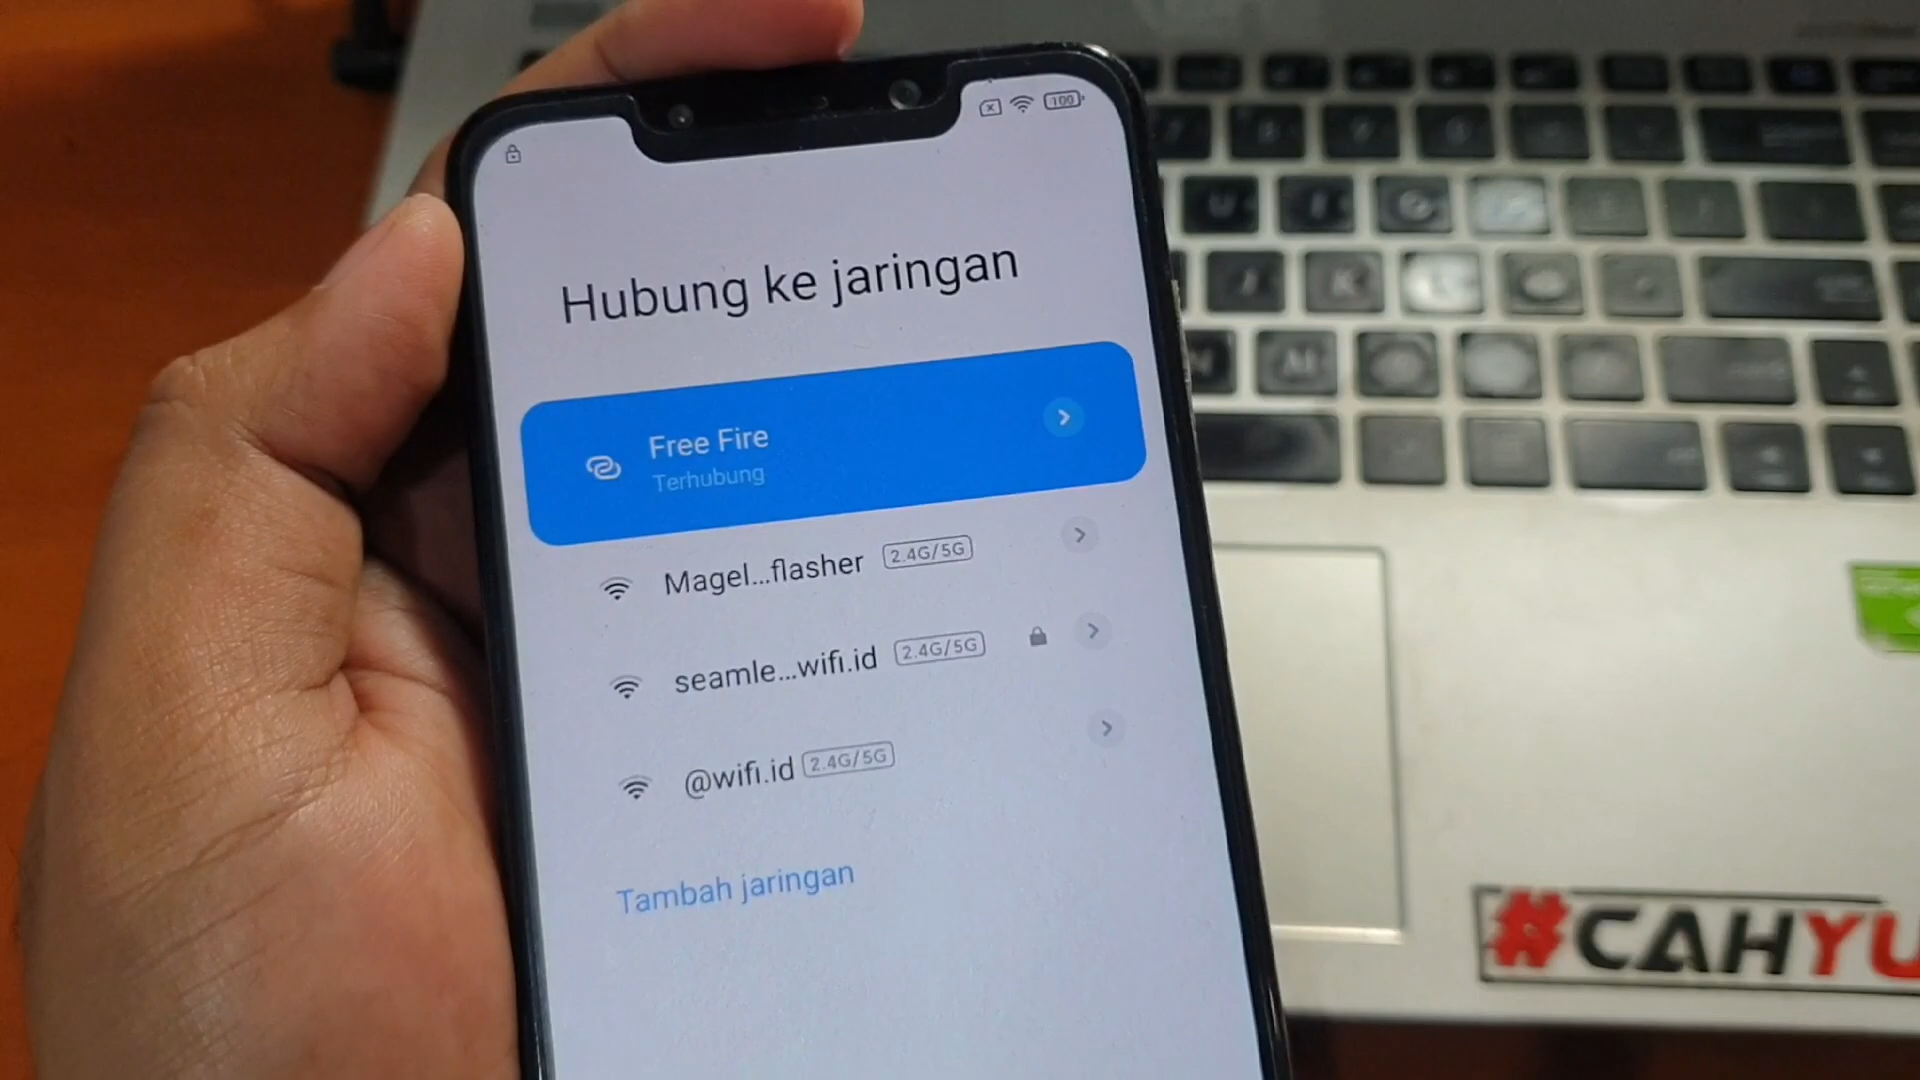 100
Hubung ke jaringan
Free Fire
Terhubung
Magel...flasher 2.4G/5G
seamle...wifi.id 2.4G/5G
@wifi.id 2.4G/5G
Tambah jaringan
#CAHYU